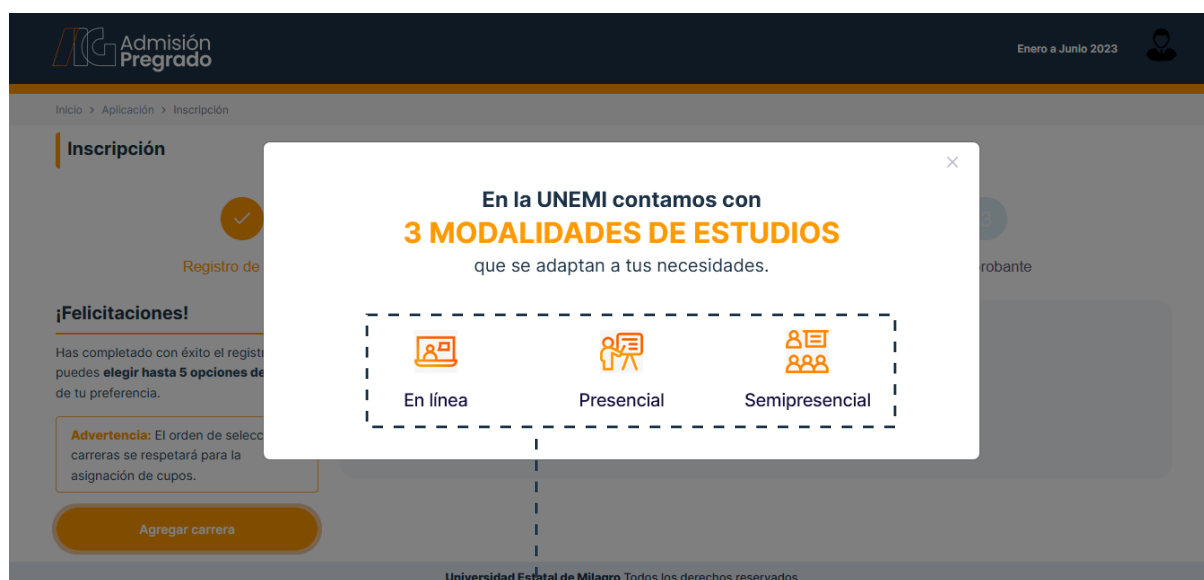 Admisión
Pregrado
Enero a Junio 2023
Inicio > Aplicación > Inscripción
Inscripción
En la UNEMI contamos con
3 MODALIDADES DE ESTUDIOS
que se adaptan a tus necesidades.
3
Registro de
¡Felicitaciones!
Has completado con éxito el
puedes elegir hasta 5 opciones de
de tu preferencia.
En línea
Presencial
Semipresencial
Advertencia: El orden de
carreras se respetará para la
asignación de cupos.
Agregar carrera
Universidad Estatal de Milagro Todos los derechos reservados